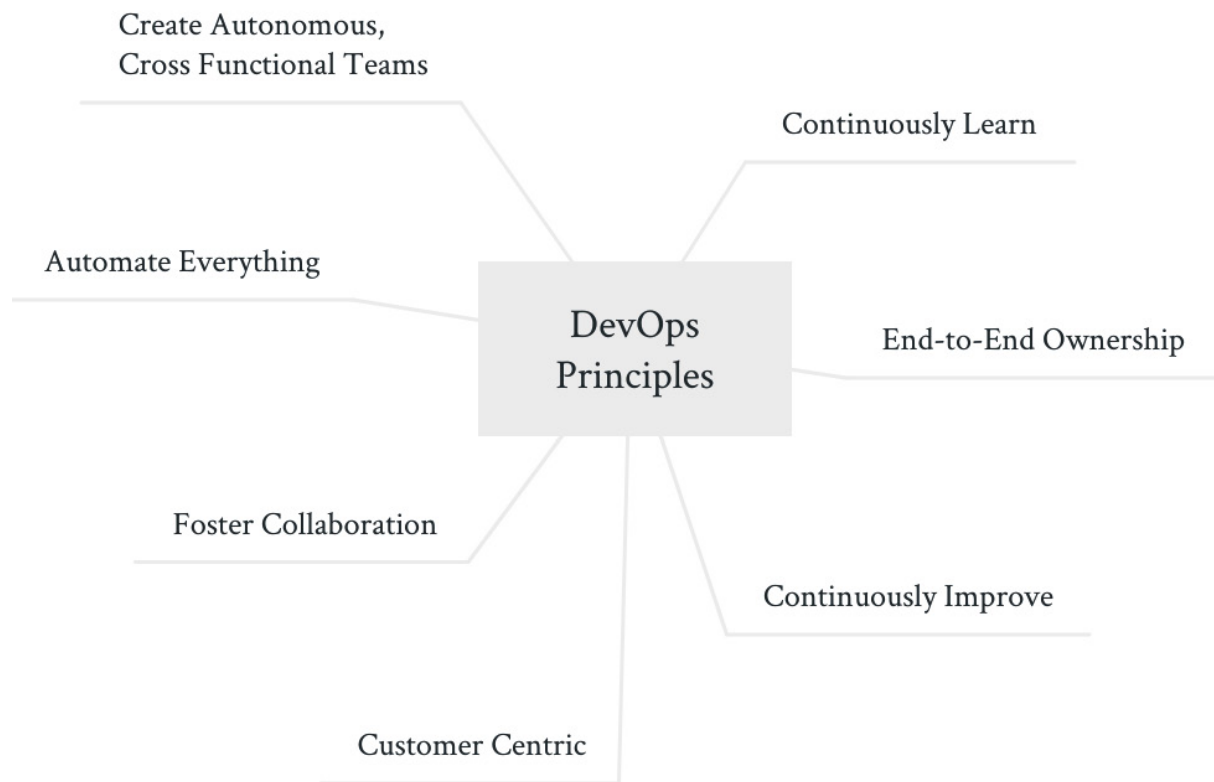 Create Autonomous,
Cross Functional Teams
Continuously Learn
Automate Everything
DevOps
Principles
End-to-End Ownership
Foster Collaboration
Continuously Improve
Customer Centric